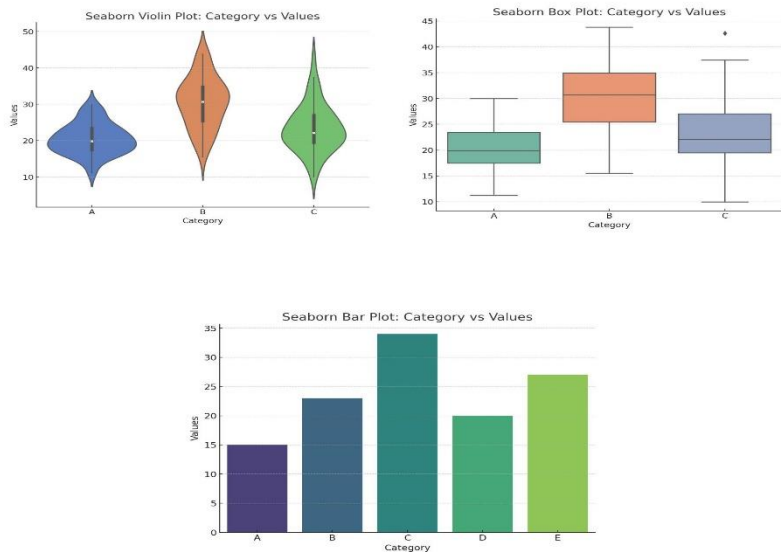 Seaborn Violin Plot: Category vs Values
50
40
30
20
10
Values
A B C
Category
Seaborn Box Plot: Category vs Values
45
40
35
30
25
20
15
10
Values
A B C
Category
Seaborn Bar Plot: Category vs Values
35
30
25
20
15
10
5
0
Values
A B C D E
Category